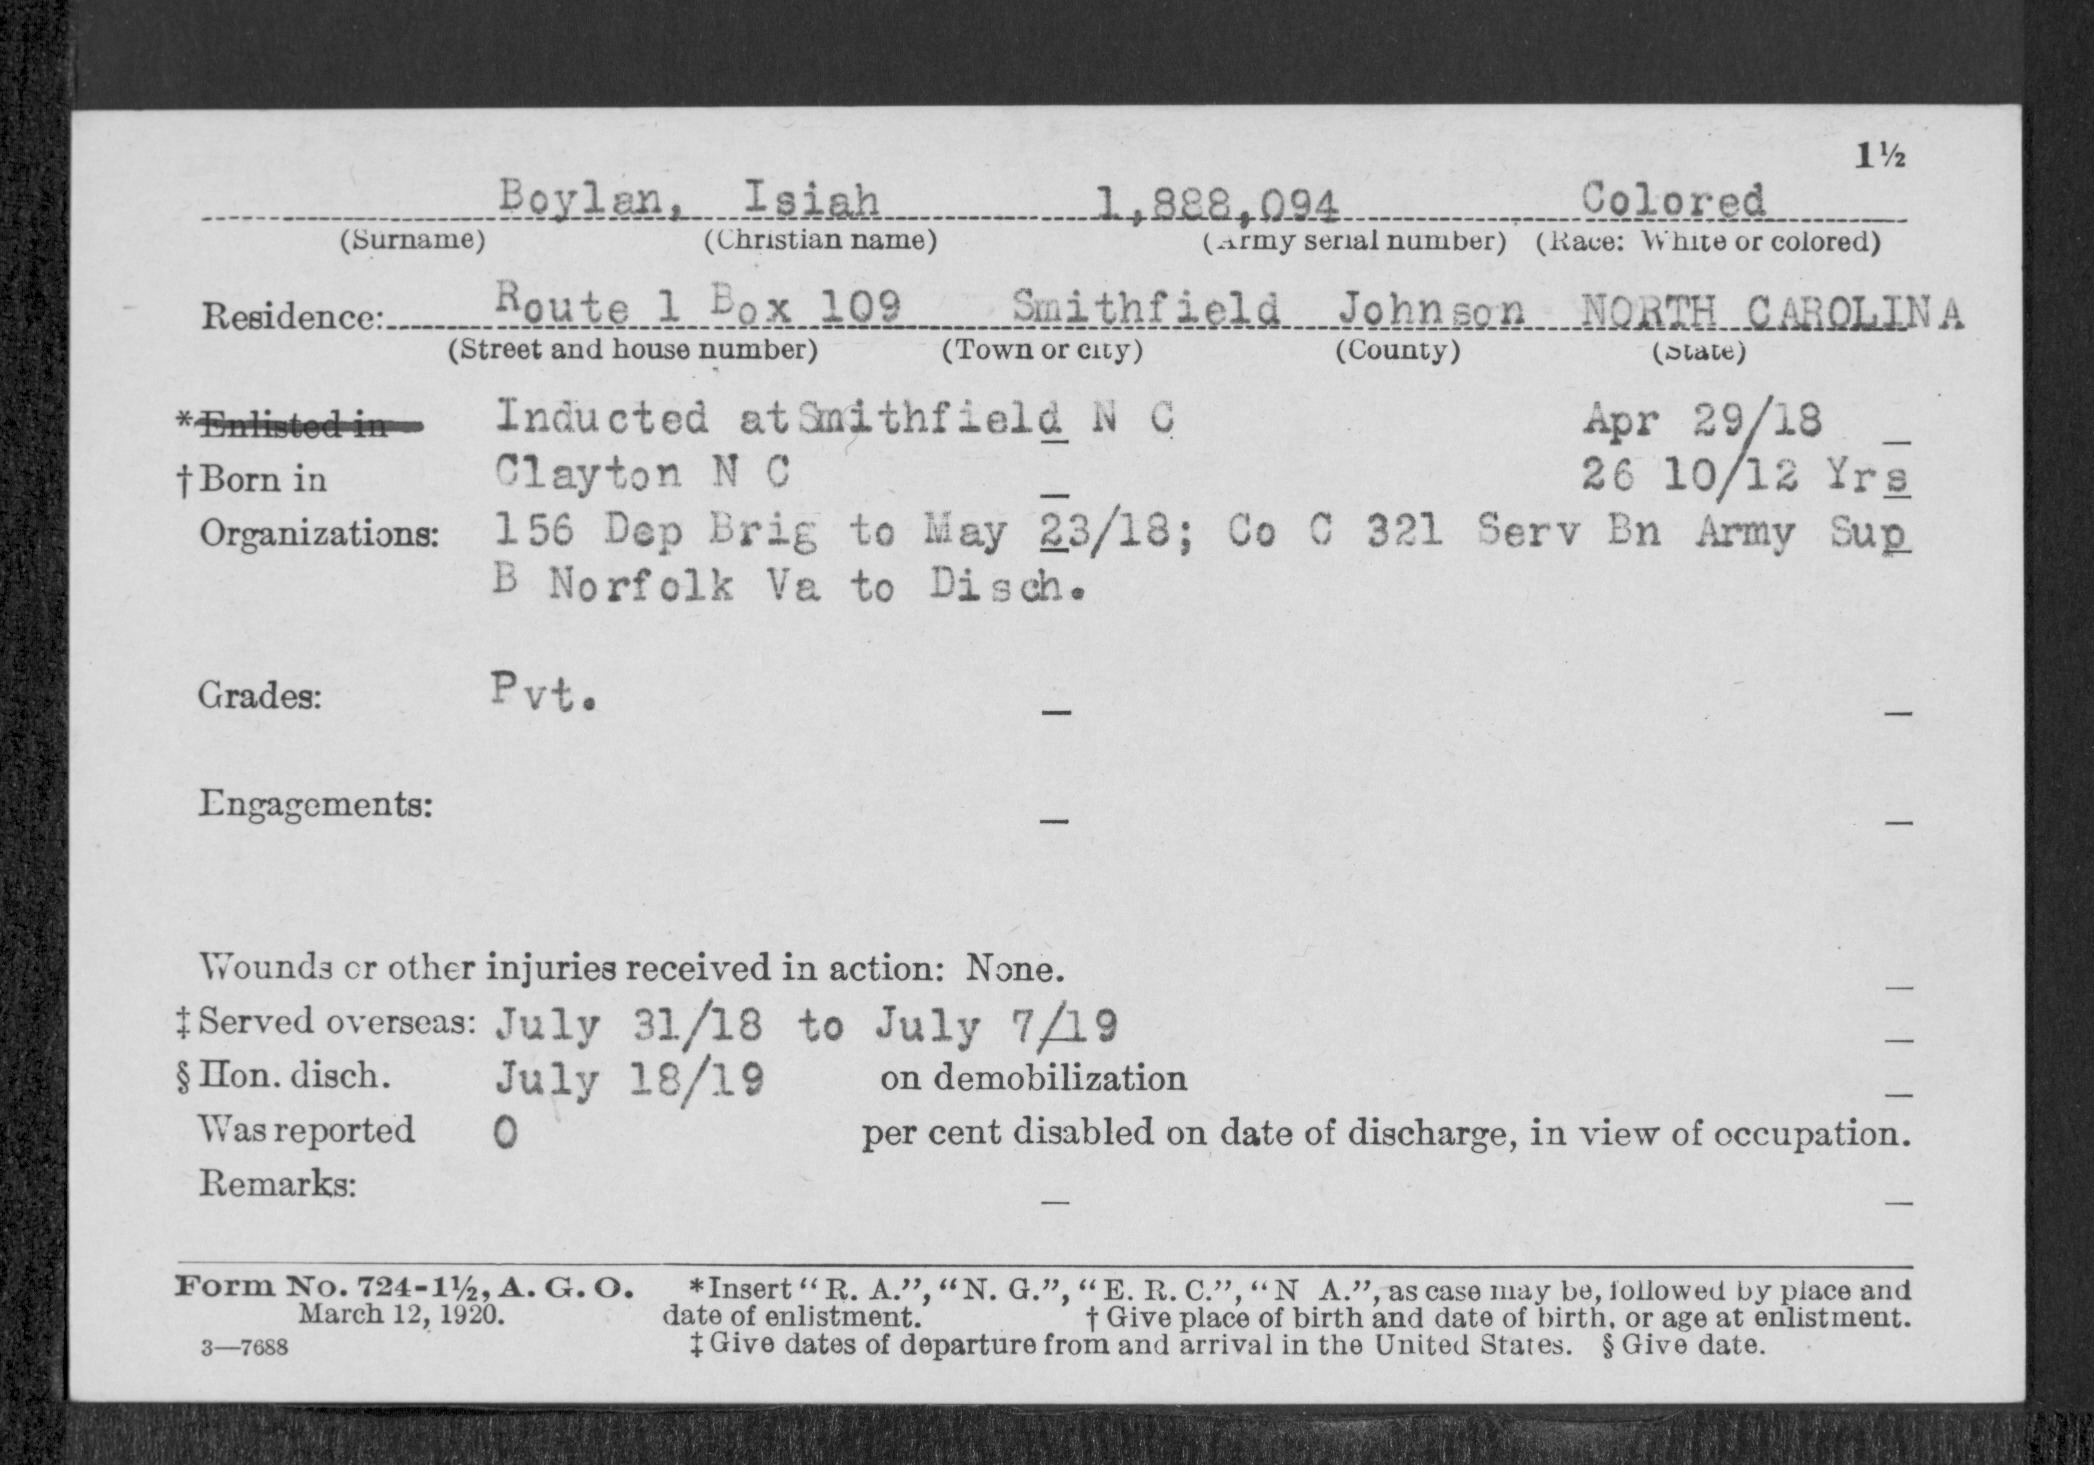 1½
Boylan, Isiah 1,888,094 Colored
(Surname) (Christian name) (Army serial number) (Race: White or colored)
Residence: Route 1 Box 109 Smithfield Johnson NORTH CAROLINA
(Street and house number) (Town or city) (County) (State)
*Enlisted in Inducted at Smithfield N C Apr 29/18
†Born in Clayton N C 26 10/12 Yrs
Organizations: 156 Dep Brig to May 23/18; Co C 321 Serv Bn Army Sup
B Norfolk Va to Disch.
Grades: Pvt.
Engagements:
Wounds or other injuries received in action: None.
‡Served overseas: July 31/18 to July 7/19
§Hon. disch. July 18/19 on demobilization
Was reported 0 per cent disabled on date of discharge, in view of occupation.
Remarks:
Form No. 724-1½, A. G. O. *Insert "R. A.", "N. G.", "E. R. C.", "N A.", as case may be, followed by place and
March 12, 1920. date of enlistment. †Give place of birth and date of birth, or age at enlistment.
3—7688 ‡Give dates of departure from and arrival in the United States. §Give date.